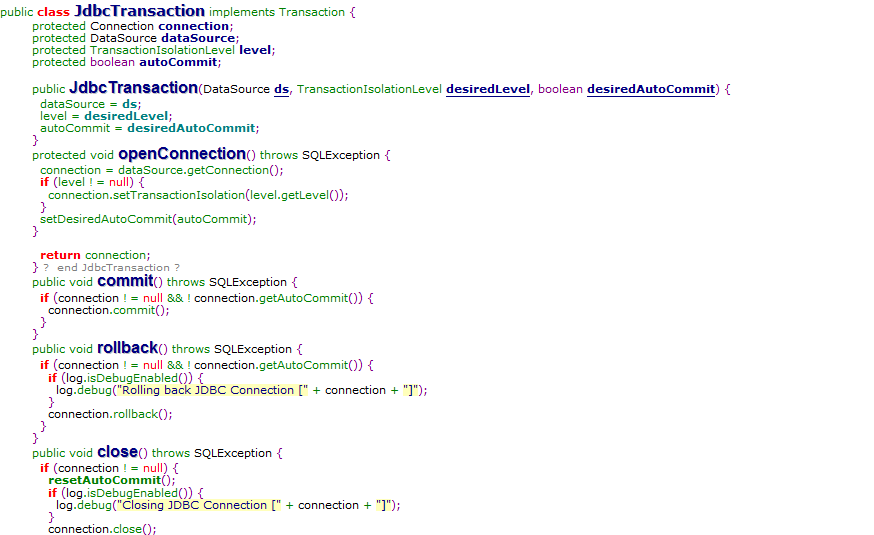 public class JdbcTransaction implements Transaction {
protected Connection connection;
protected DataSource dataSource;
protected TransactionIsolationLevel level;
protected boolean autoCommit;
public JdbcTransaction(DataSource ds, TransactionIsolationLevel desiredLevel, boolean desiredAutoCommit) {
dataSource = ds;
level = desiredLevel;
autoCommit = desiredAutoCommit;
}
protected void openConnection() throws SQLException {
connection = dataSource.getConnection();
if (level ! = null) {
connection.setTransactionIsolation(level.getLevel());
}
setDesiredAutoCommit(autoCommit);
}
return connection;
} ? end JdbcTransaction ?
public void commit() throws SQLException {
if (connection ! = null && ! connection.getAutoCommit()) {
connection.commit();
}
}
public void rollback() throws SQLException {
if (connection ! = null && ! connection.getAutoCommit()) {
if (log.isDebugEnabled()) {
log.debug("Rolling back JDBC Connection [" + connection + "]");
}
connection.rollback();
}
}
public void close() throws SQLException {
if (connection ! = null) {
resetAutoCommit();
if (log.isDebugEnabled()) {
log.debug("Closing JDBC Connection [" + connection + "]");
}
connection.close();